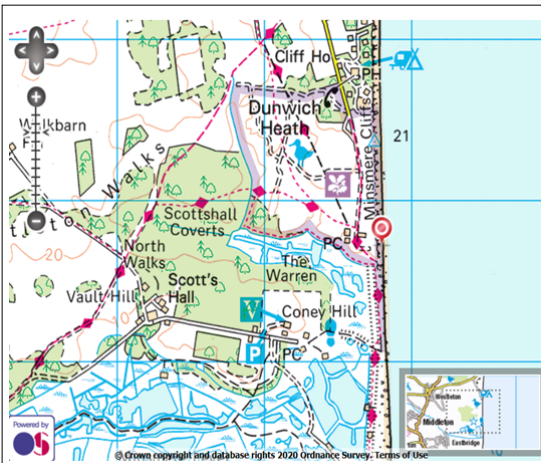 Cliff Ho
PH
Dunwich
Heath
Minsmere Cliffs
21
Walks
Scottshall
Coverts
PC
North
Walks
20
The
Warren
Vault Hill
Scott's
Hall
V
Coney Hill
P
PC
Westleton
Middleton
Eastbridge
Powered by
OS
© Crown copyright and database rights 2020 Ordnance Survey. Terms of Use